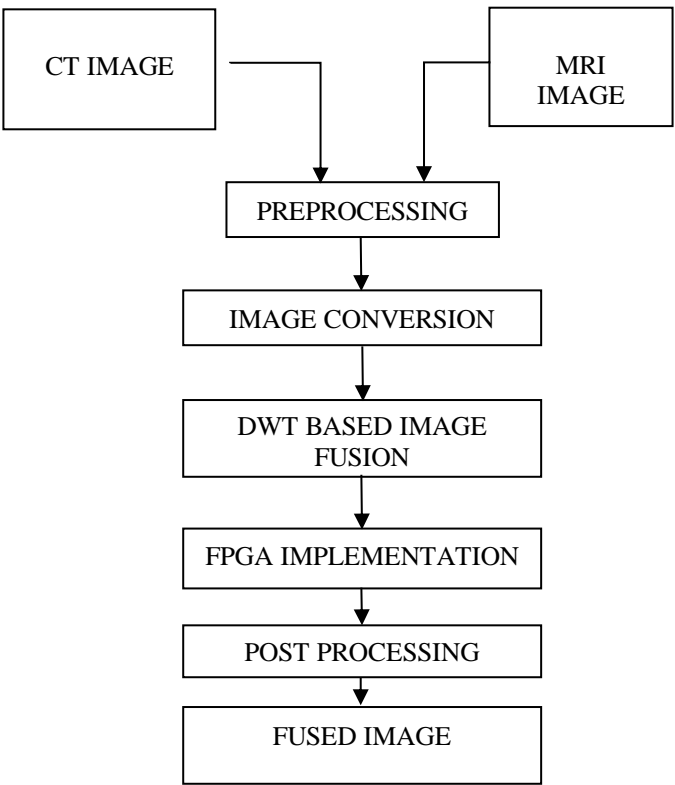 CT IMAGE
MRI
IMAGE
PREPROCESSING
IMAGE CONVERSION
DWT BASED IMAGE
FUSION
FPGA IMPLEMENTATION
POST PROCESSING
FUSED IMAGE